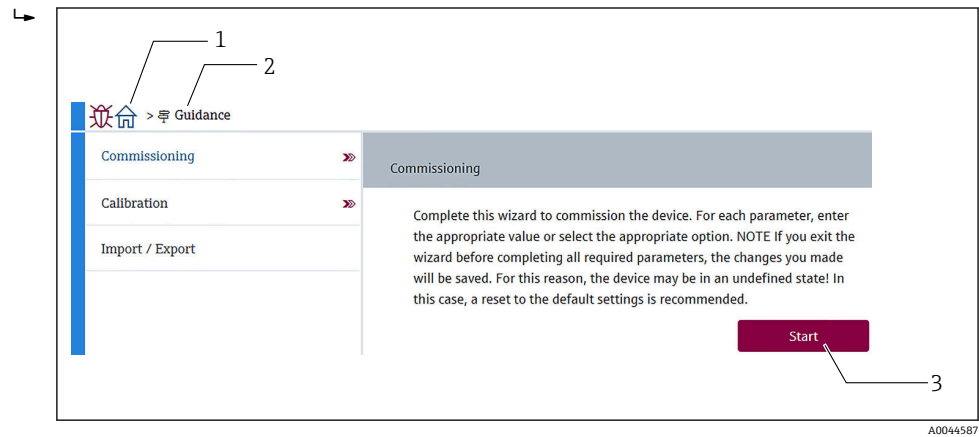 1
2
> Guidance
Commissioning
Commissioning
Calibration
Complete this wizard to commission the device. For each parameter, enter
the appropriate value or select the appropriate option. NOTE If you exit the
Import / Export
wizard before completing all required parameters, the changes you made
will be saved. For this reason, the device may be in an undefined state! In
this case, a reset to the default settings is recommended.
Start
3
A0044587